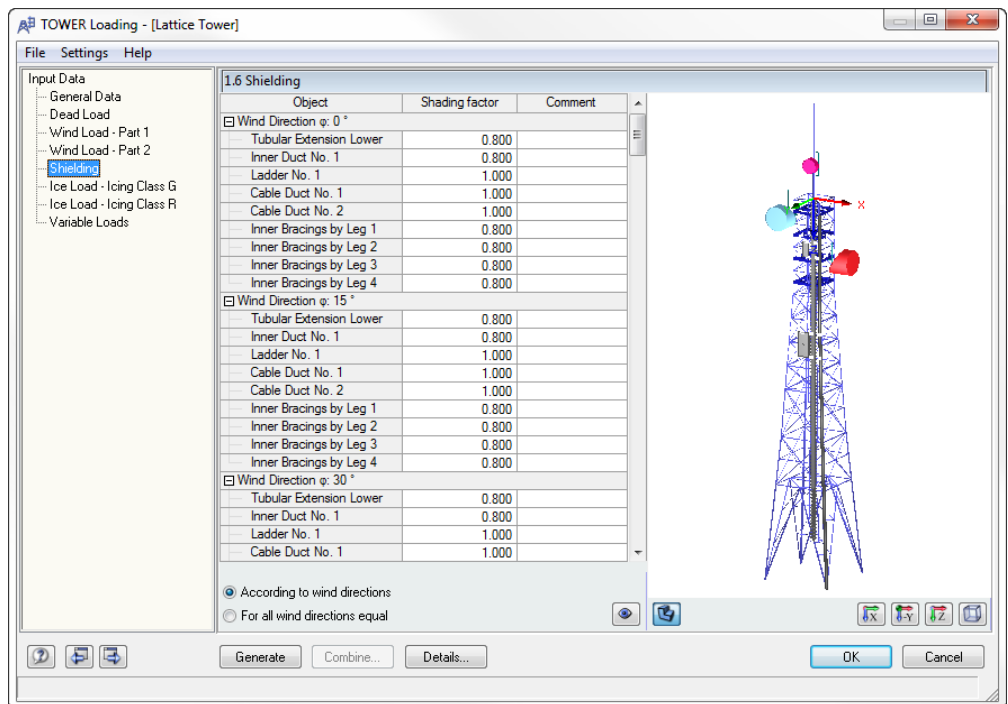 TOWER Loading - [Lattice Tower]
File Settings Help
Input Data
General Data
Dead Load
Wind Load - Part 1
Wind Load - Part 2
Shielding
Ice Load - Icing Class G
Ice Load - Icing Class R
Variable Loads
1.6 Shielding
Object Shading factor Comment
Wind Direction φ: 0 °
Tubular Extension Lower 0.800
Inner Duct No. 1 0.800
Ladder No. 1 1.000
Cable Duct No. 1 1.000
Cable Duct No. 2 1.000
Inner Bracings by Leg 1 0.800
Inner Bracings by Leg 2 0.800
Inner Bracings by Leg 3 0.800
Inner Bracings by Leg 4 0.800
Wind Direction φ: 15 °
Tubular Extension Lower 0.800
Inner Duct No. 1 0.800
Ladder No. 1 1.000
Cable Duct No. 1 1.000
Cable Duct No. 2 1.000
Inner Bracings by Leg 1 0.800
Inner Bracings by Leg 2 0.800
Inner Bracings by Leg 3 0.800
Inner Bracings by Leg 4 0.800
Wind Direction φ: 30 °
Tubular Extension Lower 0.800
Inner Duct No. 1 0.800
Ladder No. 1 1.000
Cable Duct No. 1 1.000
X
According to wind directions
For all wind directions equal
X -Y Z
Generate Combine... Details... OK Cancel